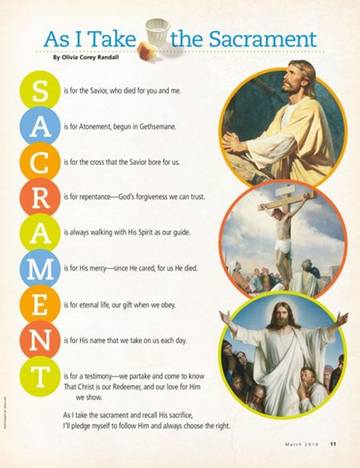 As I Take the Sacrament
By Olivia Corey Randall
S is for the Savior, who died for you and me.
A is for Atonement, begun in Gethsemane.
C is for the cross that the Savior bore for us.
R is for repentance—God's forgiveness we can trust.
A is always walking with His Spirit as our guide.
M is for His mercy—since He cared, for us He died.
E is for eternal life, our gift when we obey.
N is for His name that we take on us each day.
T is for a testimony—we partake and come to know
That Christ is our Redeemer, and our love for Him
we show.
As I take the sacrament and recall His sacrifice,
I'll pledge myself to follow Him and always choose the right.
March 2014 11